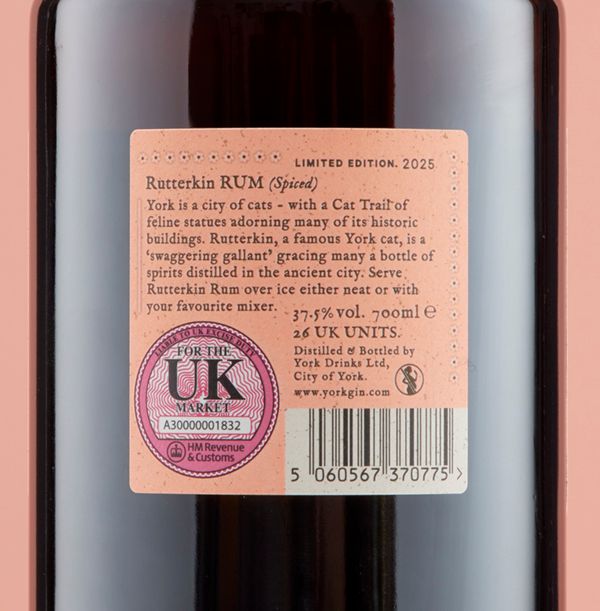 LIMITED EDITION. 2025
Rutterkin RUM (Spiced)
York is a city of cats – with a Cat Trail of
feline statues adorning many of its historic
buildings. Rutterkin, a famous York cat, is a
‘swaggering gallant’ gracing many a bottle of
spirits distilled in the ancient city. Serve
Rutterkin Rum over ice either neat or with
your favourite mixer.
37.5% vol. 700ml ℮
26 UK UNITS.
Distilled & Bottled by
York Drinks Ltd,
City of York.
www.yorkgin.com
LIABLE TO UK EXCISE DUTY
FOR THE
UK
MARKET
A30000001832
HM Revenue
& Customs
5 060567 370775 >